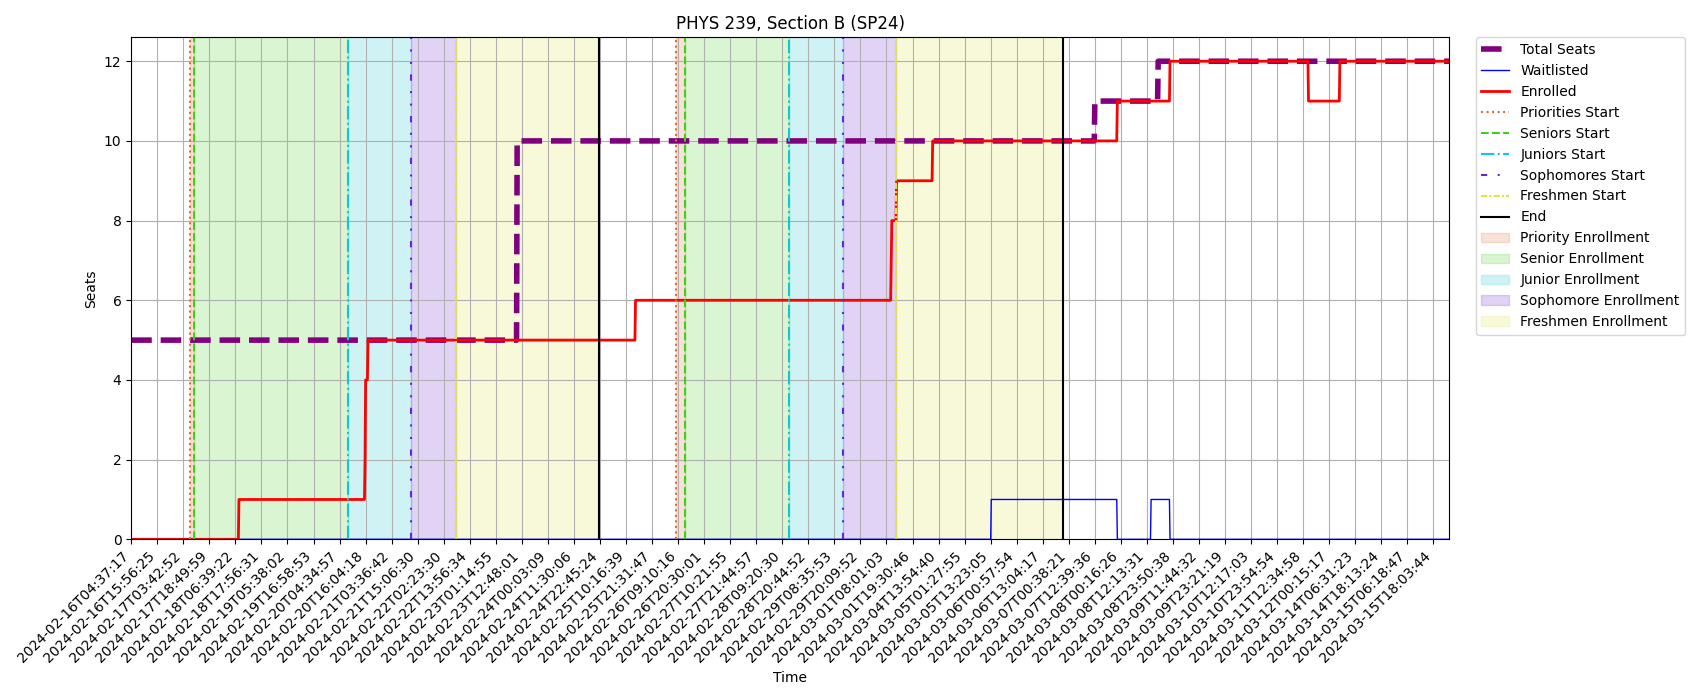 PHYS 239, Section B (SP24)
Seats
12
10
8
6
4
2
0
2024-02-16T04:37:17
2024-02-16T15:56:25
2024-02-17T03:42:52
2024-02-17T18:49:59
2024-02-18T06:39:22
2024-02-18T17:56:31
2024-02-19T05:38:02
2024-02-19T16:58:53
2024-02-20T04:34:57
2024-02-20T16:04:18
2024-02-21T03:36:42
2024-02-21T15:06:30
2024-02-22T02:23:30
2024-02-22T13:56:34
2024-02-23T01:14:55
2024-02-23T12:48:01
2024-02-24T00:03:09
2024-02-24T11:30:06
2024-02-24T22:45:24
2024-02-25T10:16:39
2024-02-25T21:31:47
2024-02-26T09:10:16
2024-02-26T20:30:01
2024-02-27T10:21:55
2024-02-27T21:44:57
2024-02-28T09:20:30
2024-02-28T20:44:52
2024-02-29T08:35:53
2024-02-29T20:09:52
2024-03-01T08:01:03
2024-03-01T19:30:46
2024-03-04T13:54:40
2024-03-05T01:27:55
2024-03-05T13:23:05
2024-03-06T00:57:54
2024-03-06T13:04:17
2024-03-07T00:38:21
2024-03-07T12:39:36
2024-03-08T00:16:26
2024-03-08T12:13:31
2024-03-08T23:50:38
2024-03-09T11:44:32
2024-03-09T23:21:19
2024-03-10T12:17:03
2024-03-10T23:54:54
2024-03-11T12:34:58
2024-03-12T00:15:17
2024-03-14T06:31:23
2024-03-14T18:13:24
2024-03-15T06:18:47
2024-03-15T18:03:44
Time
Total Seats
Waitlisted
Enrolled
Priorities Start
Seniors Start
Juniors Start
Sophomores Start
Freshmen Start
End
Priority Enrollment
Senior Enrollment
Junior Enrollment
Sophomore Enrollment
Freshmen Enrollment